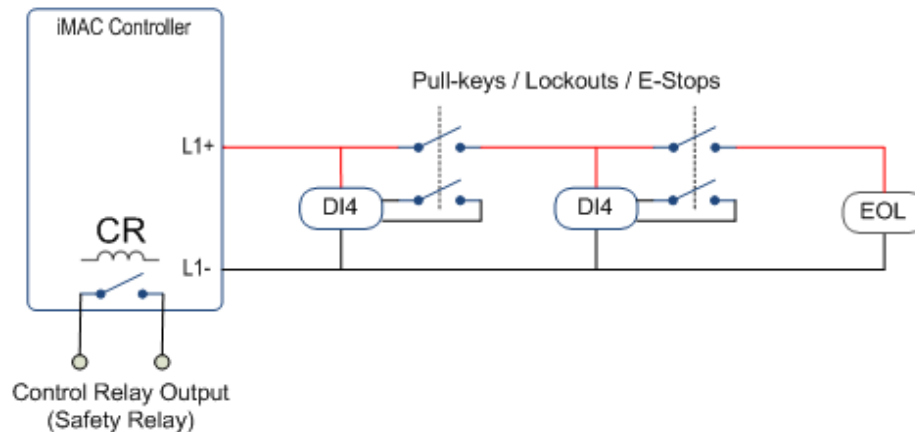 iMAC Controller
Pull-keys / Lockouts / E-Stops
L1+
DI4
DI4
EOL
CR
L1-
Control Relay Output
(Safety Relay)